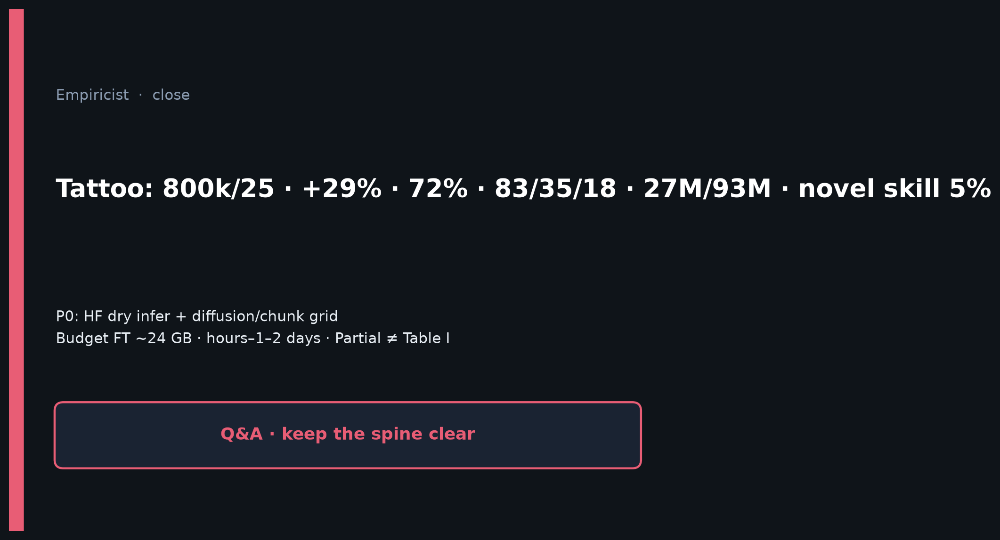 Empiricist · close
Tattoo: 800k/25 · +29% · 72% · 83/35/18 · 27M/93M · novel skill 5%
P0: HF dry infer + diffusion/chunk grid
Budget FT ~24 GB · hours–1–2 days · Partial ≠ Table I
Q&A · keep the spine clear